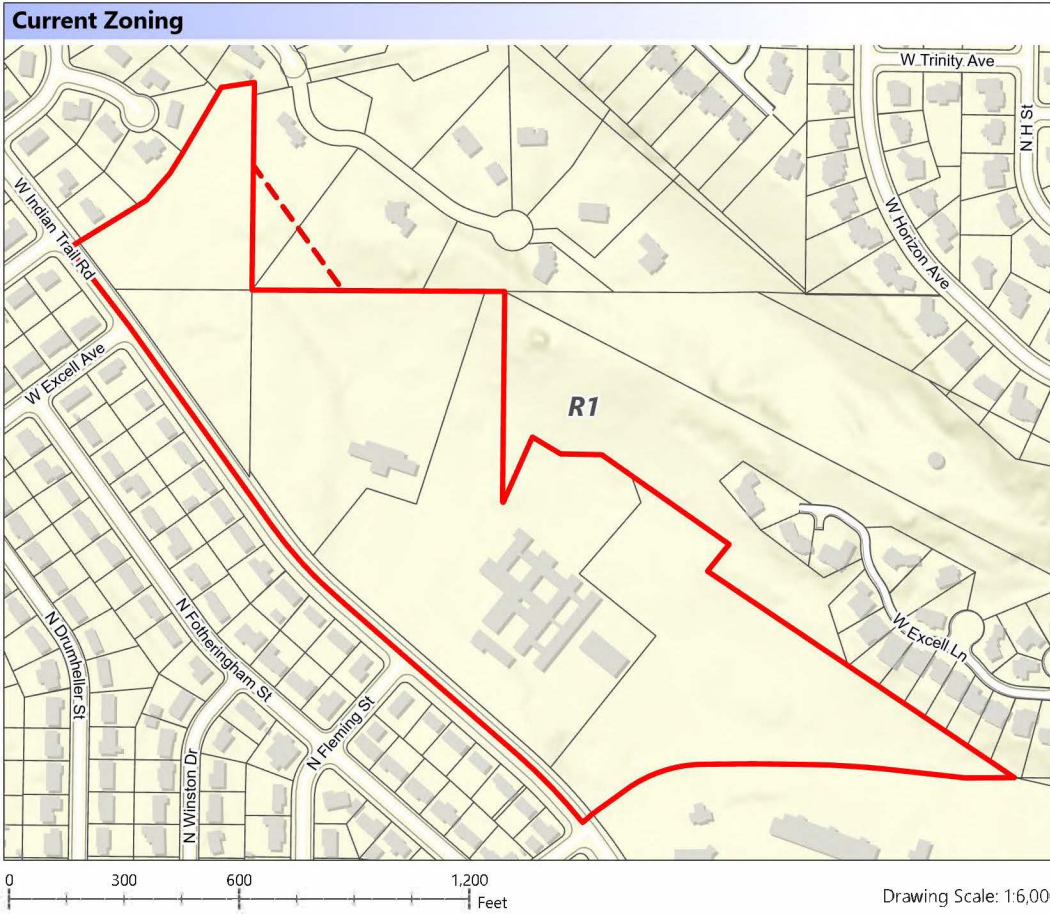 Current Zoning
W Trinity Ave
N H St
W Indian Trail Rd
W Horizon Ave
W Excell Ave
R1
N Drumheller St
N Fotheringham St
W Excell Ln
N Fleming St
N Winston Dr
0 300 600 1,200
Feet
Drawing Scale: 1:6,00